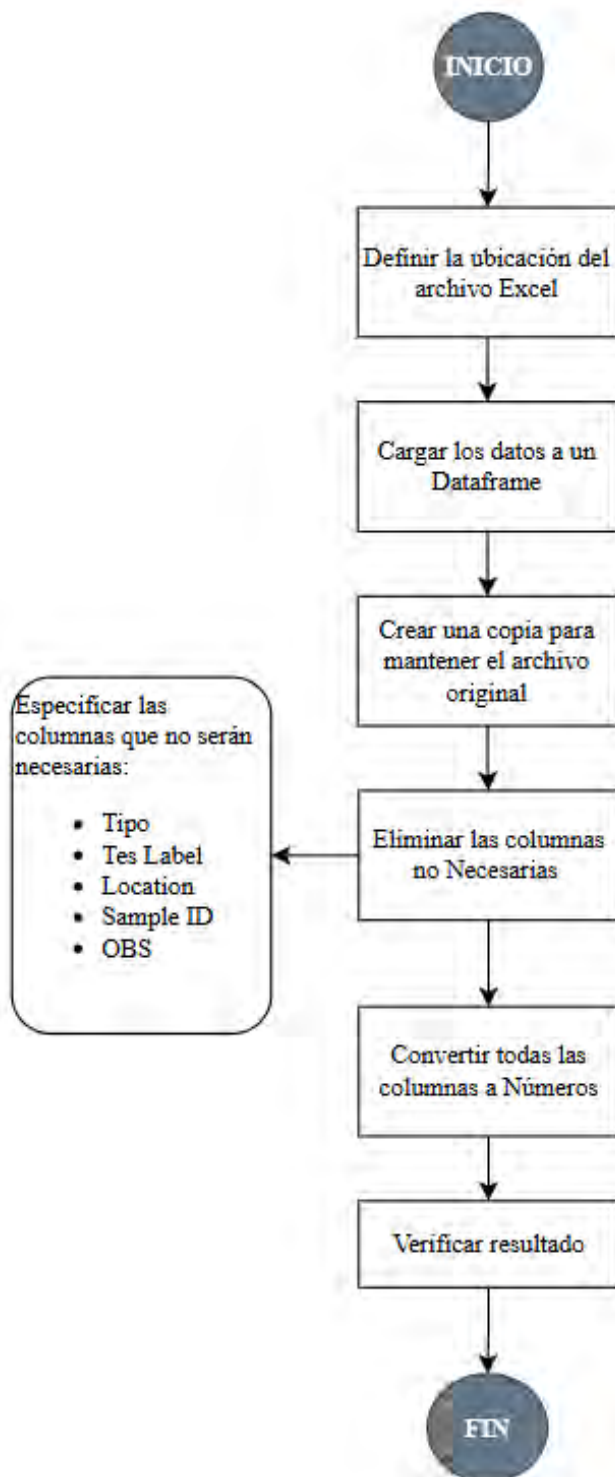 INICIO
Definir la ubicación del
archivo Excel
Cargar los datos a un
Dataframe
Crear una copia para
mantener el archivo
original
Especificar las
columnas que no serán
necesarias:
• Tipo
• Tes Label
• Location
• Sample ID
• OBS
Eliminar las columnas
no Necesarias
Convertir todas las
columnas a Números
Verificar resultado
FIN